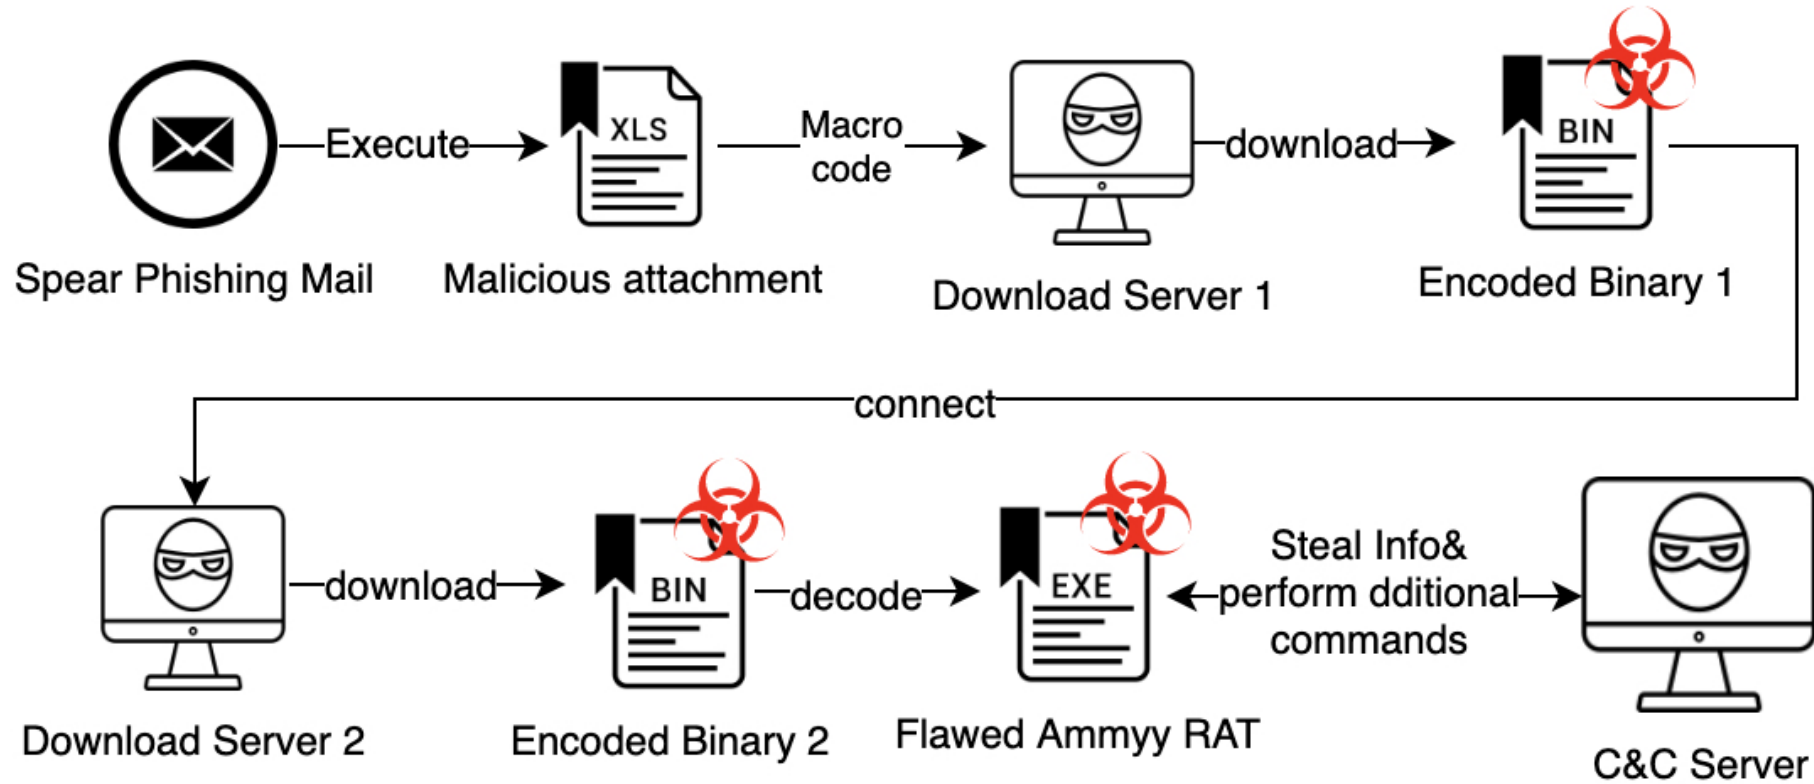 Execute
XLS
Macro
code
download
BIN
Spear Phishing Mail
Malicious attachment
Download Server 1
Encoded Binary 1
connect
download
BIN
decode
EXE
Steal Info&
perform dditional
commands
Download Server 2
Encoded Binary 2
Flawed Ammyy RAT
C&C Server